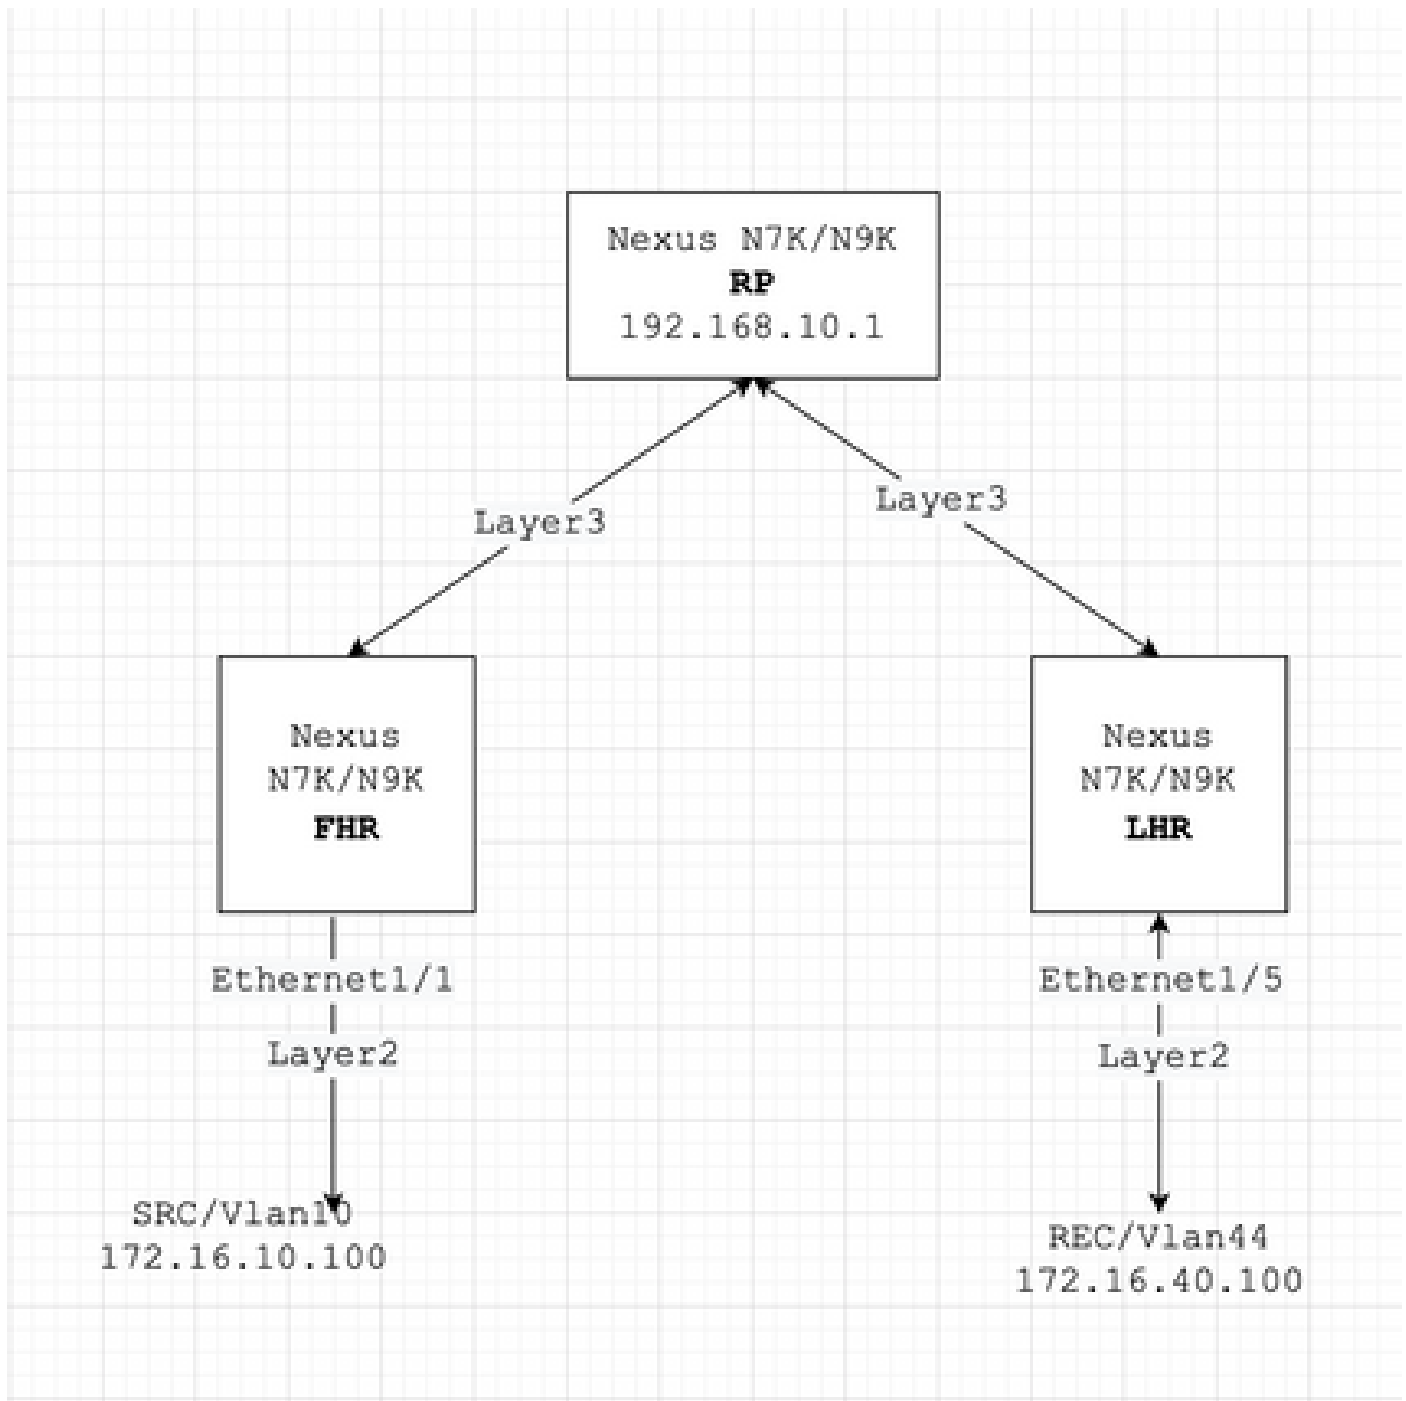 Nexus N7K/N9K
RP
192.168.10.1
Layer3
Layer3
Nexus
N7K/N9K
FHR
Nexus
N7K/N9K
LHR
Ethernet1/1
Layer2
SRC/Vlan10
172.16.10.100
Ethernet1/5
Layer2
REC/Vlan44
172.16.40.100